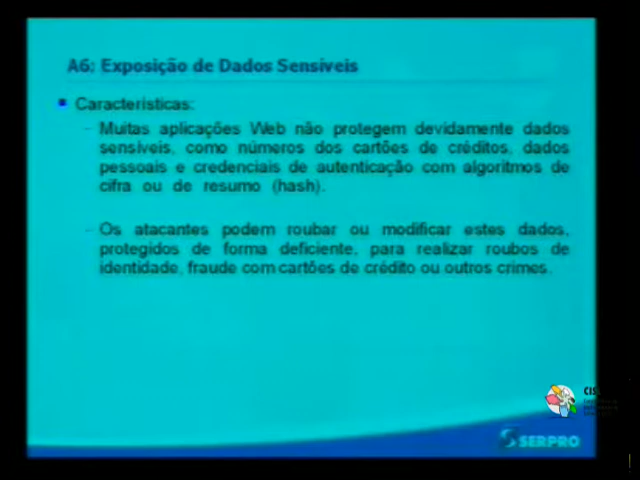 A6: Exposição de Dados Sensíveis
Características:
- Muitas aplicações Web não protegem devidamente dados
sensíveis, como números dos cartões de créditos, dados
pessoais e credenciais de autenticação com algoritmos de
cifra ou de resumo (hash).
- Os atacantes podem roubar ou modificar estes dados,
protegidos de forma deficiente, para realizar roubos de
identidade, fraude com cartões de crédito ou outros crimes.
CIS
SERPRO